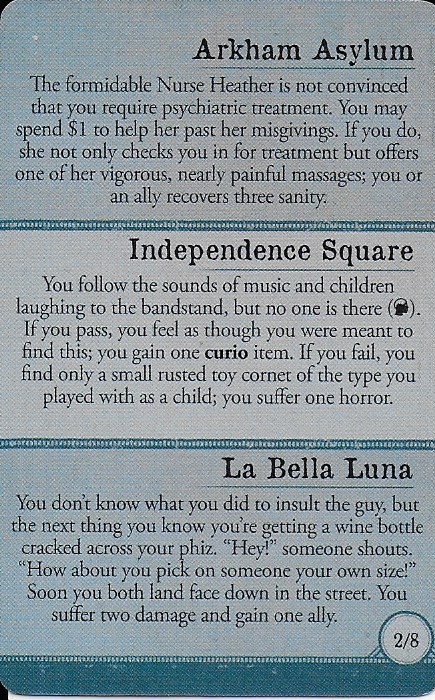 Arkham Asylum
The formidable Nurse Heather is not convinced
that you require psychiatric treatment. You may
spend $1 to help her past her misgivings. If you do,
she not only checks you in for treatment but offers
one of her vigorous, nearly painful massages; you or
an ally recovers three sanity.
Independence Square
You follow the sounds of music and children
laughing to the bandstand, but no one is there ( ).
If you pass, you feel as though you were meant to
find this; you gain one curio item. If you fail, you
find only a small rusted toy cornet of the type you
played with as a child; you suffer one horror.
La Bella Luna
You don't know what you did to insult the guy, but
the next thing you know you're getting a wine bottle
cracked across your phiz. “Hey!” someone shouts.
“How about you pick on someone your own size!”
Soon you both land face down in the street. You
suffer two damage and gain one ally.
2/8